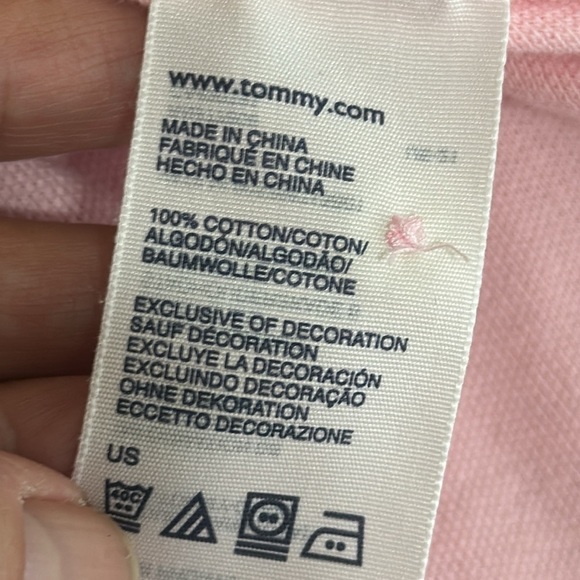 www.tommy.com
MADE IN CHINA
FABRIQUÉ EN CHINE
HECHO EN CHINA
100% COTTON/COTON/
ALGODÓN/ALGODÃO/
BAUMWOLLE/COTONE
EXCLUSIVE OF DECORATION
SAUF DÉCORATION
EXCLUYE LA DECORACIÓN
EXCLUINDO DECORAÇÃO
OHNE DEKORATION
ECCETTO DECORAZIONE
US
40C